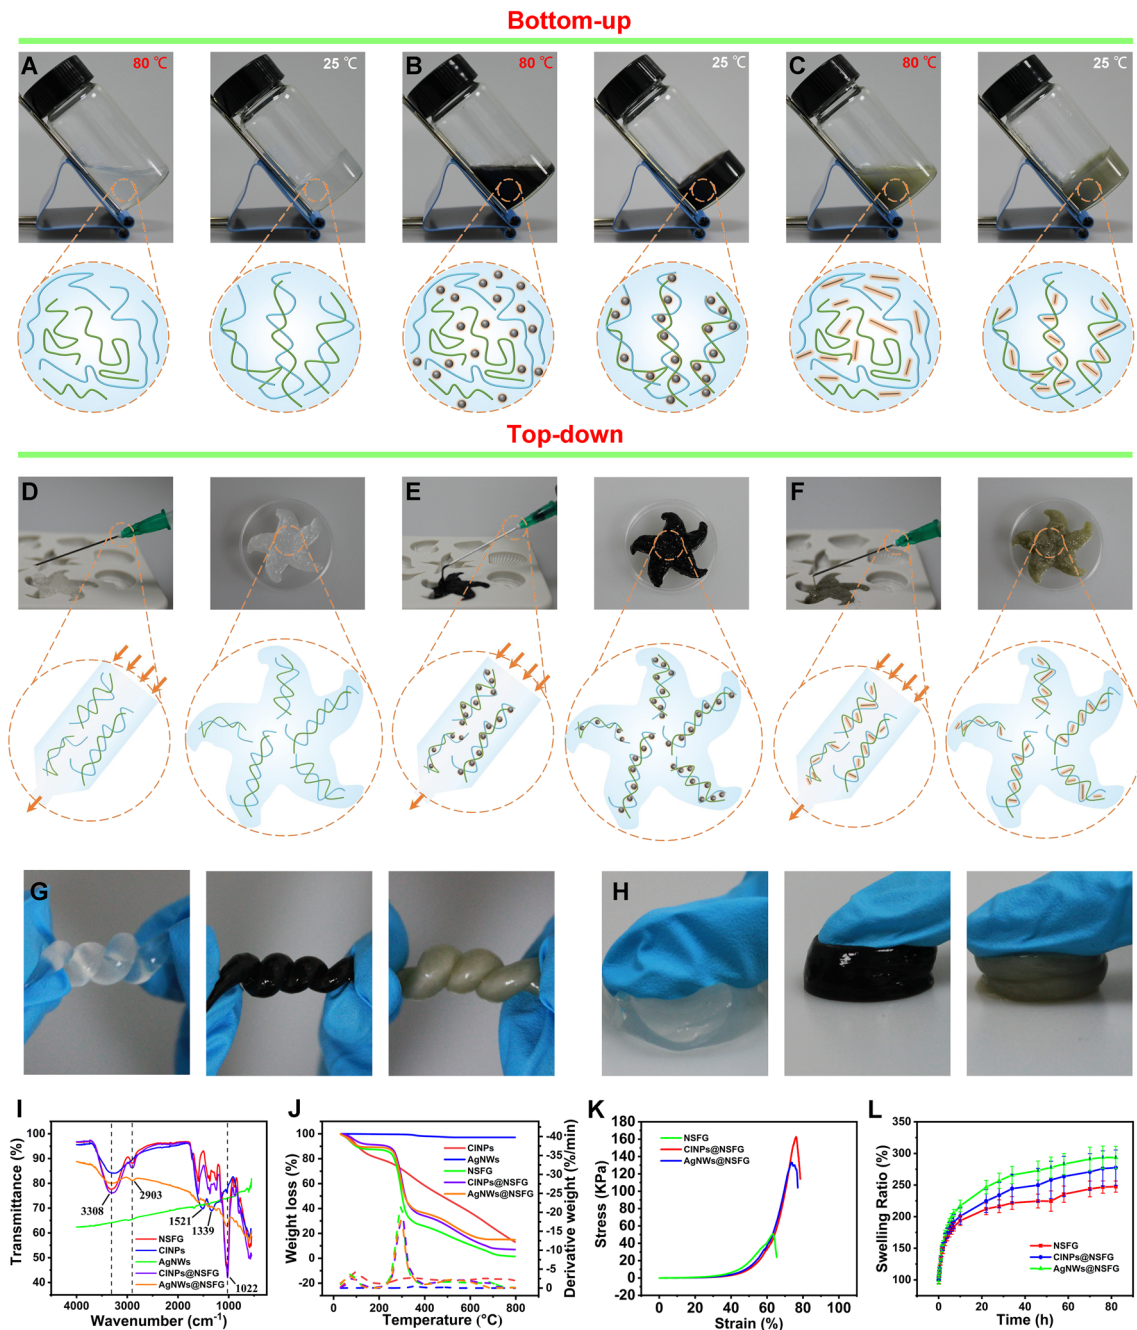 Bottom-up
A 80 ℃ 25 ℃ B 80 ℃ 25 ℃ C 80 ℃ 25 ℃
Top-down
D E F
G H
I J K L
Transmittance (%)
100
90
80
70
60
50
40
3308
2903
1521
1339
1022
NSFG
CINPs
AgNWs
CINPs@NSFG
AgNWs@NSFG
4000 3000 2000 1000 0
Wavenumber (cm-1)
Weight loss (%)
100
80
60
40
20
0
-20
CINPs
AgNWs
NSFG
CINPs@NSFG
AgNWs@NSFG
-40
-30
-20
-10
-5
0
Derivative weight (%/min)
0 200 400 600 800
Temperature (°C)
Stress (KPa)
180
160
140
120
100
80
60
40
20
0
-20
NSFG
CINPs@NSFG
AgNWs@NSFG
0 20 40 60 80 100
Strain (%)
Swelling Ratio (%)
350
300
250
200
150
100
NSFG
CINPs@NSFG
AgNWs@NSFG
0 20 40 60 80
Time (h)